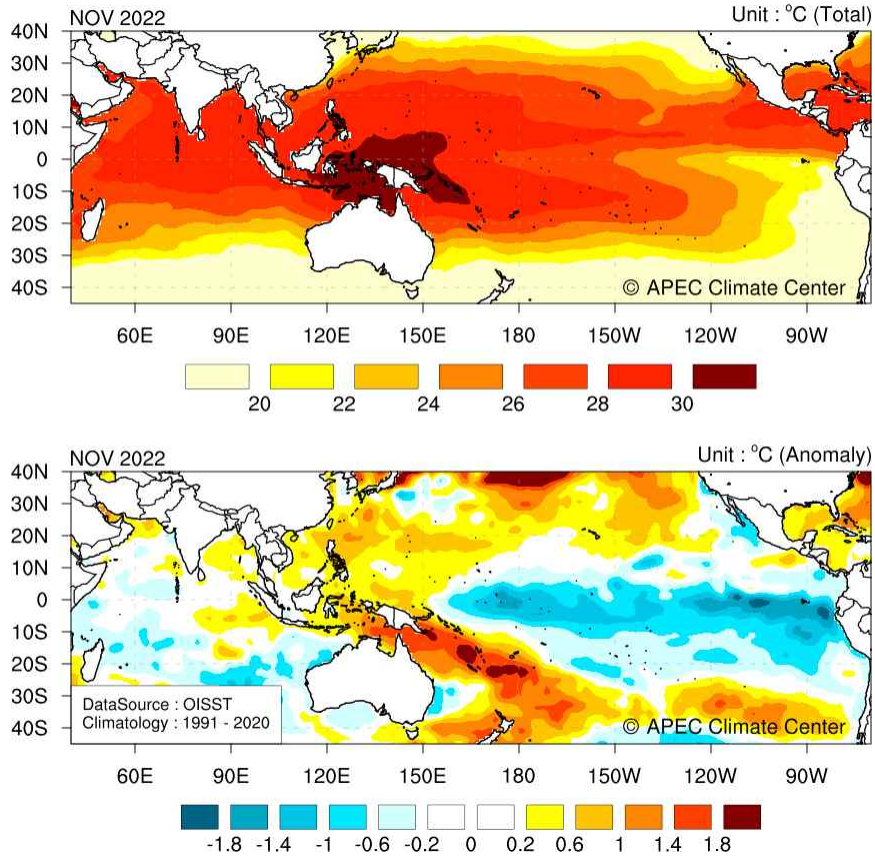 NOV 2022 Unit : °C (Total)
40N
30N
20N
10N
0
10S
20S
30S
40S
© APEC Climate Center
60E 90E 120E 150E 180 150W 120W 90W
20 22 24 26 28 30
NOV 2022 Unit : °C (Anomaly)
40N
30N
20N
10N
0
10S
20S
30S
40S
DataSource : OISST
Climatology : 1991 - 2020
© APEC Climate Center
60E 90E 120E 150E 180 150W 120W 90W
-1.8 -1.4 -1 -0.6 -0.2 0 0.2 0.6 1 1.4 1.8